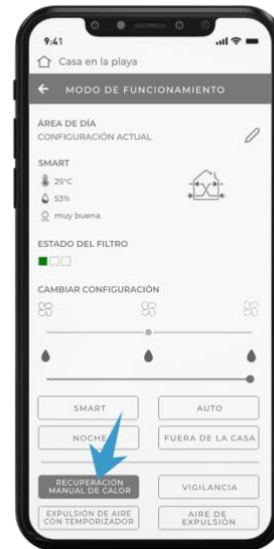 9:41
Casa en la playa
MODO DE FUNCIONAMIENTO
ÁREA DE DÍA
CONFIGURACIÓN ACTUAL
SMART
25°C
53%
muy buena
ESTADO DEL FILTRO
CAMBIAR CONFIGURACIÓN
SMART
AUTO
NOCHE
FUERA DE LA CASA
RECUPERACIÓN
MANUAL DE CALOR
VIGILANCIA
EXPULSIÓN DE AIRE
CON TEMPORIZADOR
AIRE DE
EXPULSIÓN